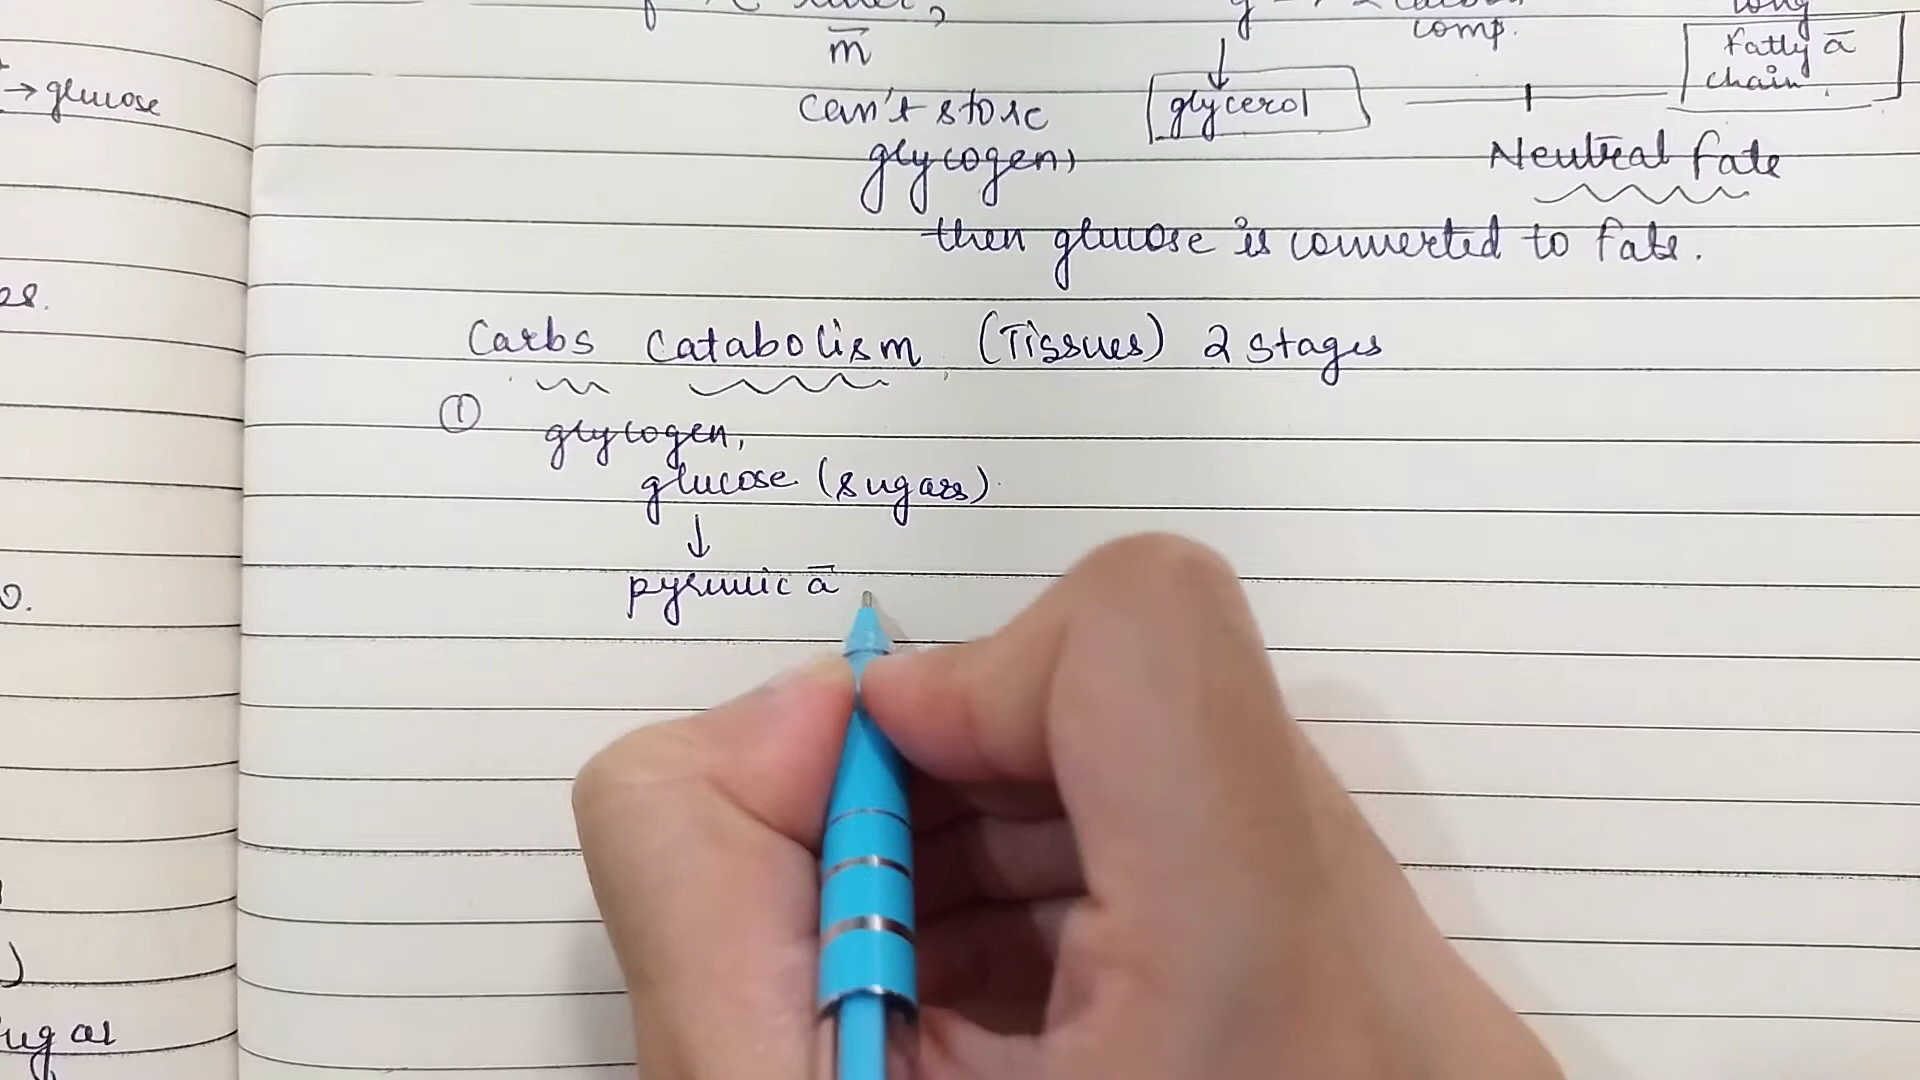 → glucose
m̄
comp.
long
fatty ā
chain.
can't store
glycerol
glycogen,
Neutral fats
then glucose is converted to fats.
Carbs Catabolism (Tissues) 2 stages
① glycogen,
glucose (sugars).
↓
pyruvic ā
ugar